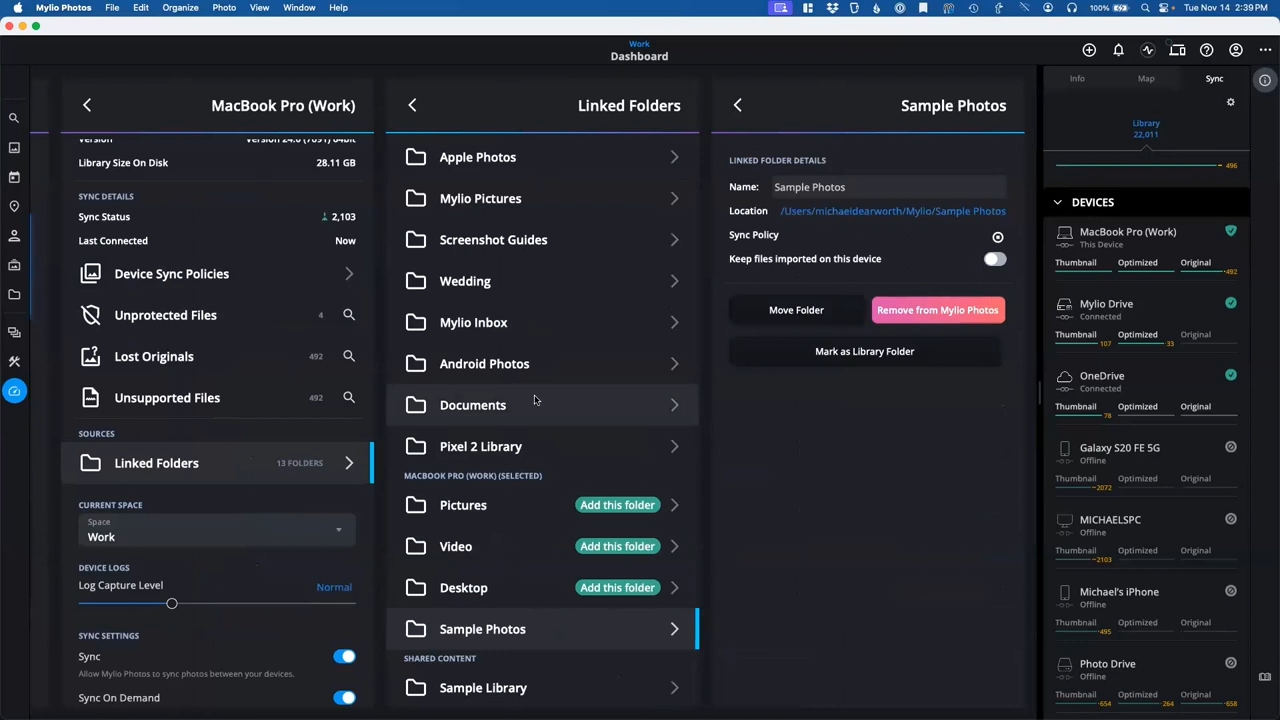 Mylio Photos File Edit Organize Photo View Window Help 100% Tue Nov 14 2:39 PM
Work
Dashboard
MacBook Pro (Work)
Library Size On Disk 28.11 GB
SYNC DETAILS
Sync Status 2,103
Last Connected Now
Device Sync Policies
Unprotected Files 4
Lost Originals 492
Unsupported Files 492
SOURCES
Linked Folders 13 FOLDERS
CURRENT SPACE
Space
Work
DEVICE LOGS
Log Capture Level Normal
SYNC SETTINGS
Sync
Allow Mylio Photos to sync photos between your devices.
Sync On Demand
Linked Folders
Apple Photos
Mylio Pictures
Screenshot Guides
Wedding
Mylio Inbox
Android Photos
Documents
Pixel 2 Library
MACBOOK PRO (WORK) (SELECTED)
Pictures Add this folder
Video Add this folder
Desktop Add this folder
Sample Photos
SHARED CONTENT
Sample Library
Sample Photos
LINKED FOLDER DETAILS
Name: Sample Photos
Location /Users/michaeldearworth/Mylio/Sample Photos
Sync Policy
Keep files imported on this device
Move Folder Remove from Mylio Photos
Mark as Library Folder
Info Map Sync
Library
22,011
496
DEVICES
MacBook Pro (Work)
This Device
Thumbnail Optimized Original
492
Mylio Drive
Connected
Thumbnail Optimized Original
107 33
OneDrive
Connected
Thumbnail Optimized Original
78
Galaxy S20 FE 5G
Offline
Thumbnail Optimized Original
~2072
MICHAELSPC
Offline
Thumbnail Optimized Original
~2103
Michael's iPhone
Offline
Thumbnail Optimized Original
~495
Photo Drive
Offline
Thumbnail Optimized Original
~654 264 ~658